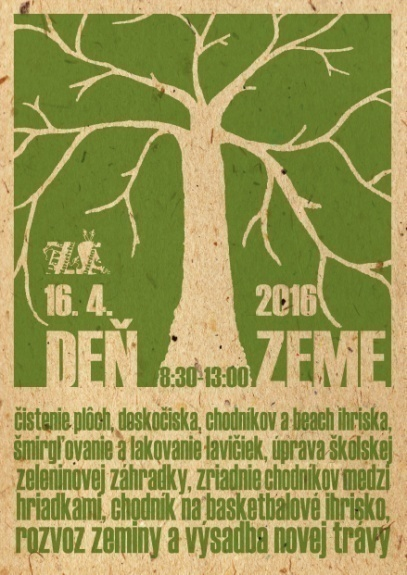 16. 4.
2016
DEŇ
ZEME
8:30-13:00
čistenie plôch, deskočiska, chodníkov a beach ihriska,
šmirgľovanie a lakovanie lavičiek, úprava školskej
zeleninovej záhradky, zriadnie chodníkov medzi
hriadkami, chodník na basketbalové ihrisko,
rozvoz zeminy a výsadba novej trávy